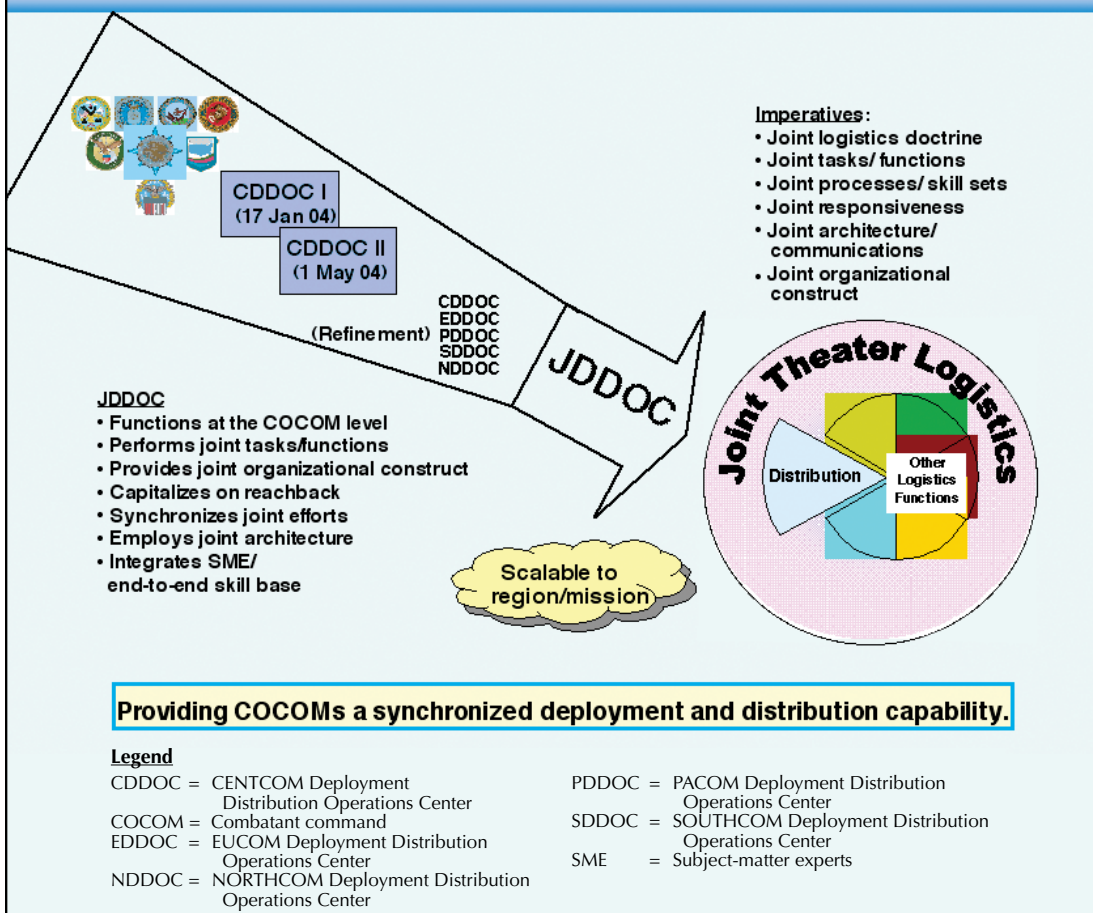 CDDOC I
(17 Jan 04)
CDDOC II
(1 May 04)
(Refinement)
CDDOC
EDDOC
PDDOC
SDDOC
NDDOC
JDDOC
Imperatives:
• Joint logistics doctrine
• Joint tasks/functions
• Joint processes/skill sets
• Joint responsiveness
• Joint architecture/
communications
• Joint organizational
construct
JDDOC
• Functions at the COCOM level
• Performs joint tasks/functions
• Provides joint organizational construct
• Capitalizes on reachback
• Synchronizes joint efforts
• Employs joint architecture
• Integrates SME/
end-to-end skill base
Joint Theater Logistics
Distribution
Other
Logistics
Functions
Scalable to
region/mission
Providing COCOMs a synchronized deployment and distribution capability.
Legend
CDDOC = CENTCOM Deployment
Distribution Operations Center
COCOM = Combatant command
EDDOC = EUCOM Deployment Distribution
Operations Center
NDDOC = NORTHCOM Deployment Distribution
Operations Center
PDDOC = PACOM Deployment Distribution
Operations Center
SDDOC = SOUTHCOM Deployment Distribution
Operations Center
SME = Subject-matter experts